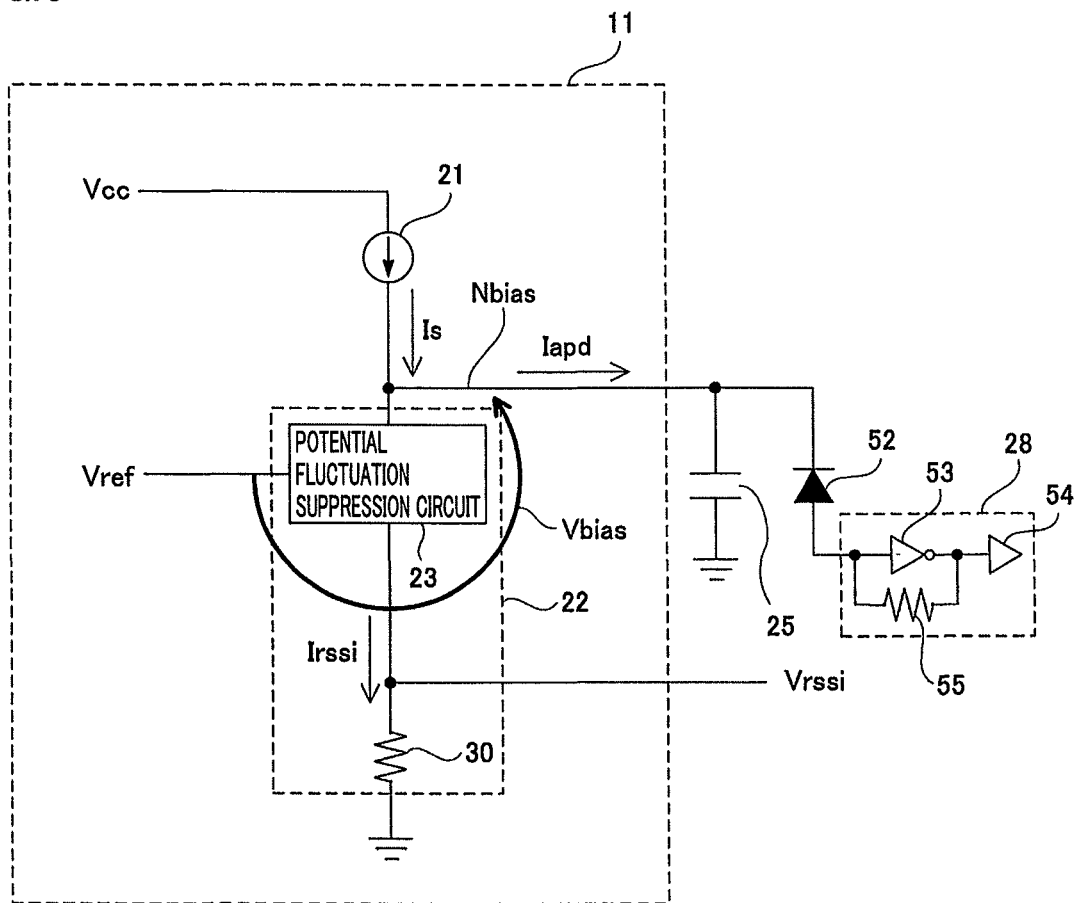 11
Vcc
21
Nbias
Is
Iapd
POTENTIAL
FLUCTUATION
SUPPRESSION CIRCUIT
Vref
52
28
53
54
Vbias
23
22
25
55
Irssi
Vrssi
30